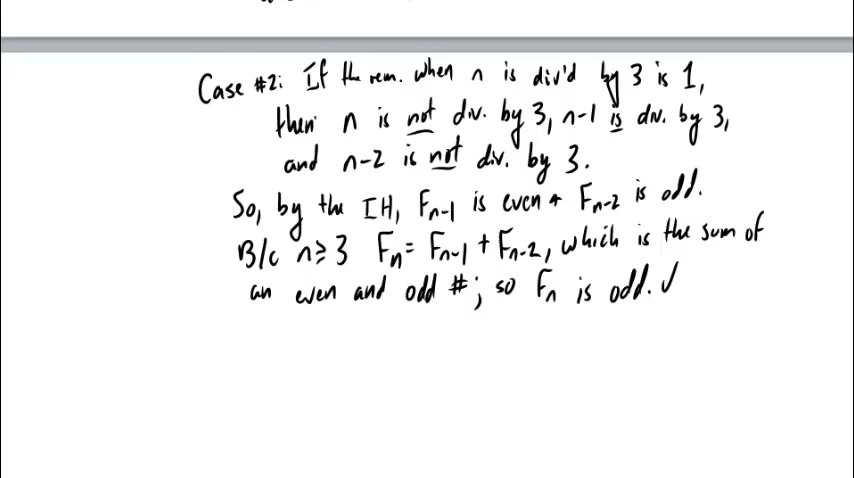 Case #2: If the rem. when n is div'd by 3 is 1,
then n is not div. by 3, n-1 is div. by 3,
and n-2 is not div. by 3.
So, by the IH, Fn-1 is even + Fn-2 is odd.
B/c n≥3 Fn = Fn-1 + Fn-2, which is the sum of
an even and odd #; so Fn is odd. ✓